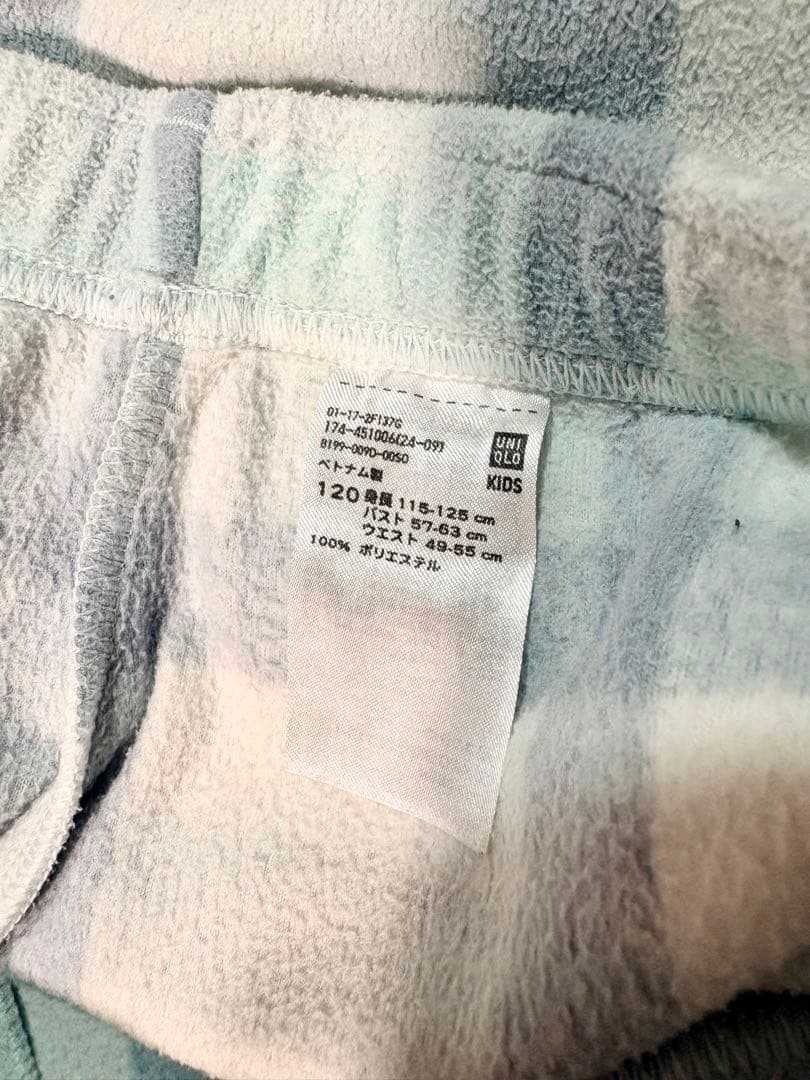 01-17-2F137G
174-451006(24-09)
8199-009D-00SO
UNI
QLO
KIDS
ベトナム製
120 身長 115-125 cm
バスト 57-63 cm
ウエスト 49-55 cm
100% ポリエステル